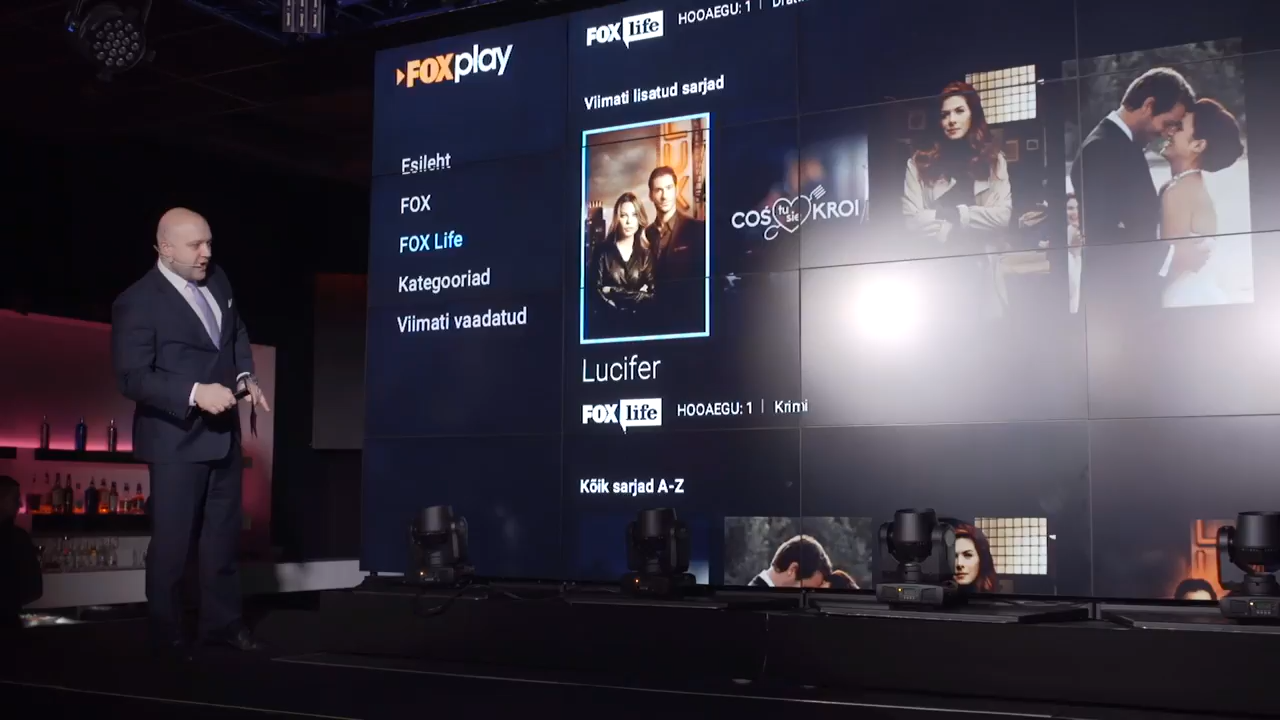 FOX life HOOAEGU: 1 |
FOXplay
Viimati lisatud sarjad
Esileht
FOX
FOX Life
Kategooriad
Viimati vaadatud
COŚ tu się KROI
Lucifer
FOX life HOOAEGU: 1 | Krimi
Kõik sarjad A-Z